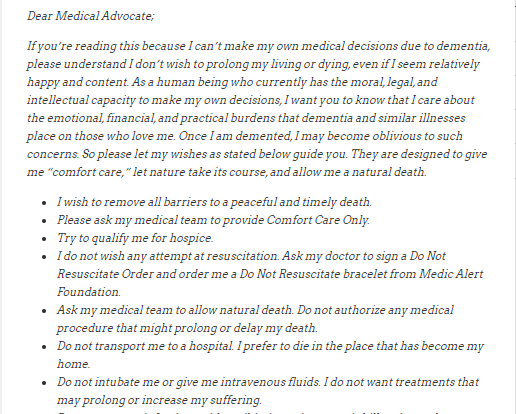 Dear Medical Advocate;
If you're reading this because I can't make my own medical decisions due to dementia,
please understand I don't wish to prolong my living or dying, even if I seem relatively
happy and content. As a human being who currently has the moral, legal, and
intellectual capacity to make my own decisions, I want you to know that I care about
the emotional, financial, and practical burdens that dementia and similar illnesses
place on those who love me. Once I am demented, I may become oblivious to such
concerns. So please let my wishes as stated below guide you. They are designed to give
me “comfort care,” let nature take its course, and allow me a natural death.
• I wish to remove all barriers to a peaceful and timely death.
• Please ask my medical team to provide Comfort Care Only.
• Try to qualify me for hospice.
• I do not wish any attempt at resuscitation. Ask my doctor to sign a Do Not
Resuscitate Order and order me a Do Not Resuscitate bracelet from Medic Alert
Foundation.
• Ask my medical team to allow natural death. Do not authorize any medical
procedure that might prolong or delay my death.
• Do not transport me to a hospital. I prefer to die in the place that has become my
home.
• Do not intubate me or give me intravenous fluids. I do not want treatments that
may prolong or increase my suffering.